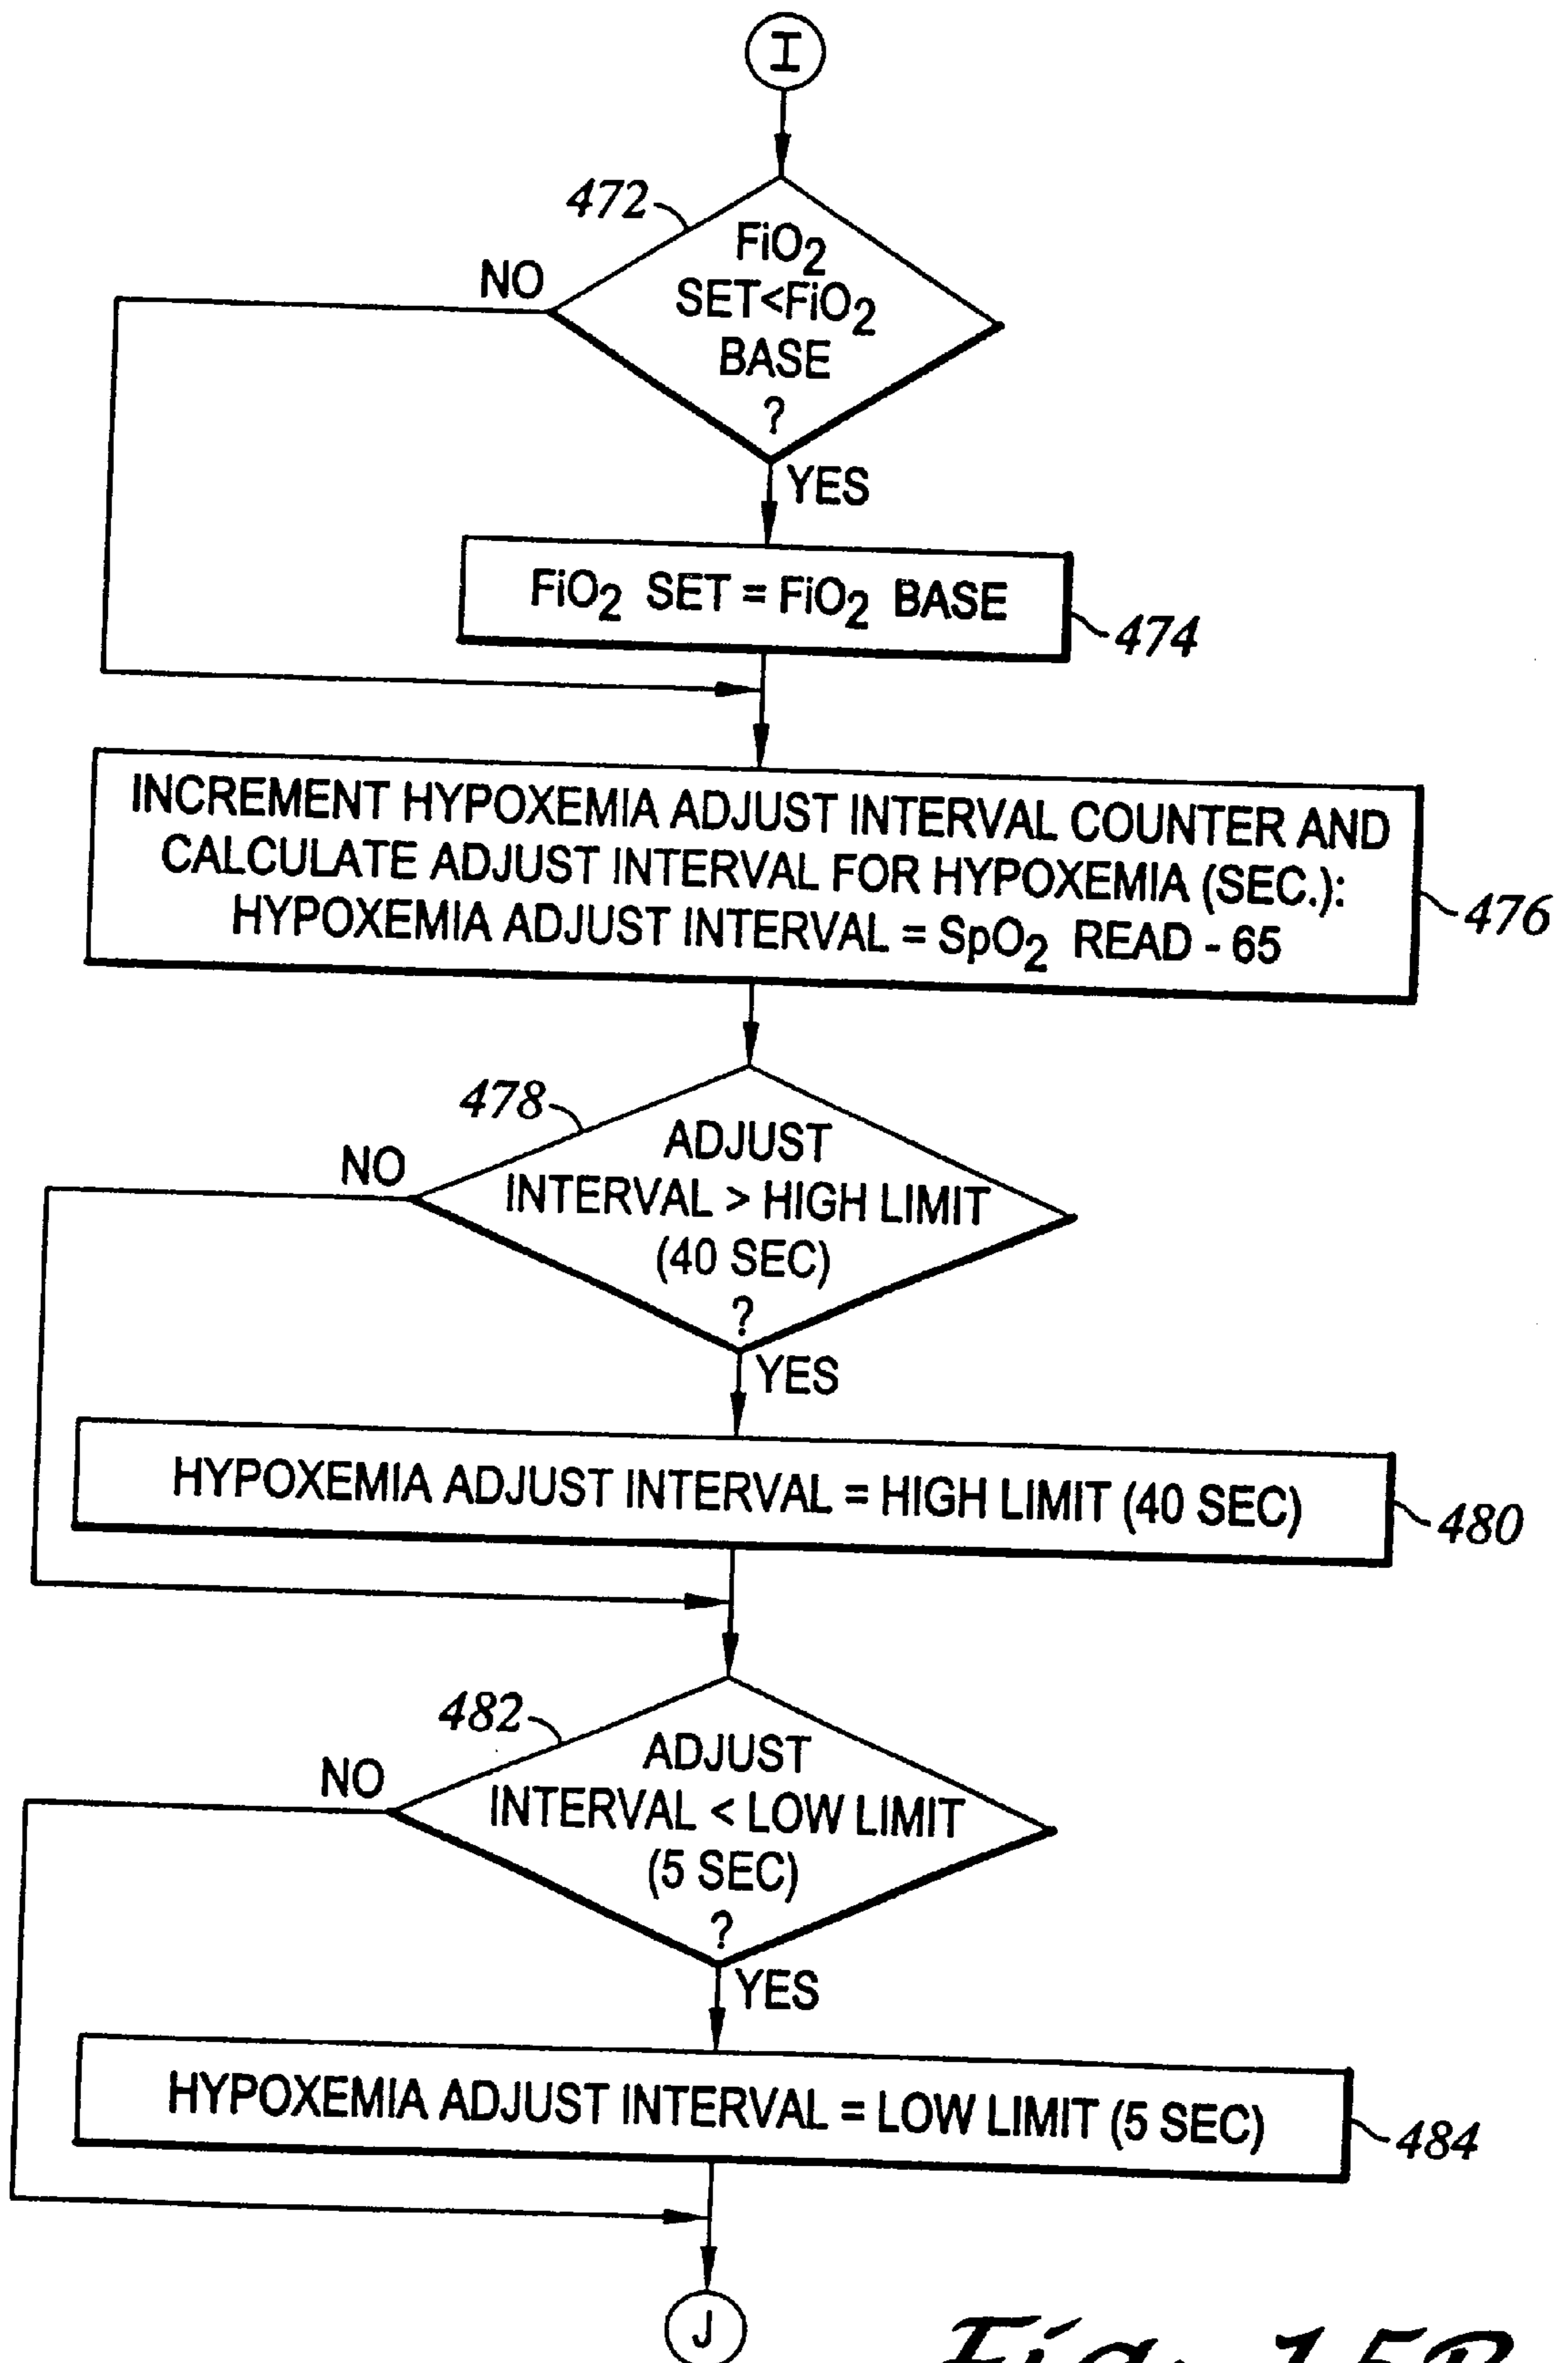 I
472
FiO2
SET<FiO2
BASE
?
NO
YES
FiO2 SET = FiO2 BASE
474
INCREMENT HYPOXEMIA ADJUST INTERVAL COUNTER AND
CALCULATE ADJUST INTERVAL FOR HYPOXEMIA (SEC.):
HYPOXEMIA ADJUST INTERVAL = SpO2 READ - 65
476
478
ADJUST
INTERVAL > HIGH LIMIT
(40 SEC)
?
NO
YES
HYPOXEMIA ADJUST INTERVAL = HIGH LIMIT (40 SEC)
480
482
ADJUST
INTERVAL < LOW LIMIT
(5 SEC)
?
NO
YES
HYPOXEMIA ADJUST INTERVAL = LOW LIMIT (5 SEC)
484
J
Fig. 15B